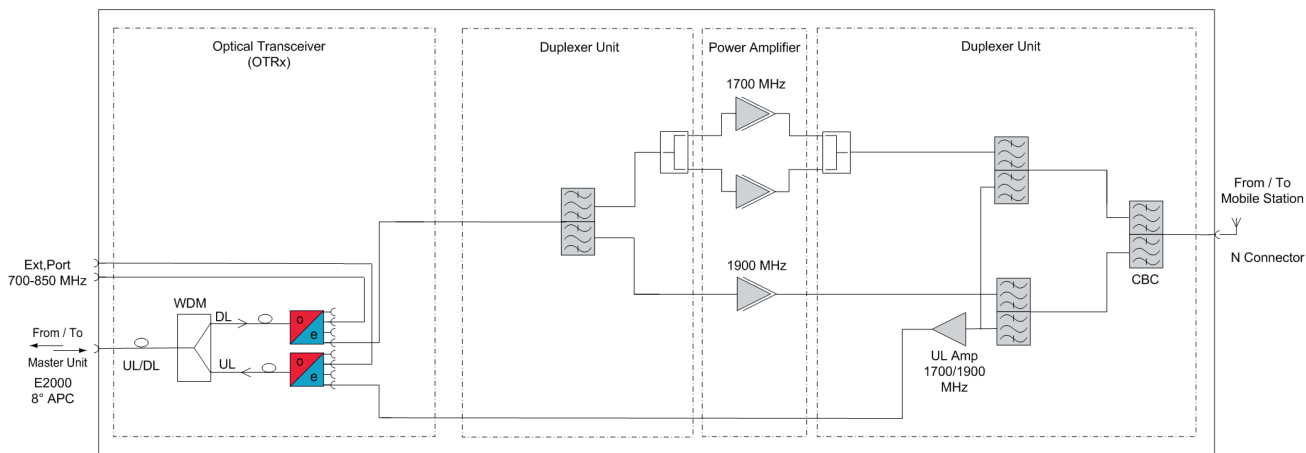 Optical Transceiver
(OTRx)
Duplexer Unit
Power Amplifier
Duplexer Unit
1700 MHz
From / To
Mobile Station
N Connector
CBC
1900 MHz
Ext,Port
700-850 MHz
WDM
DL
o
e
From / To
Master Unit
UL/DL
UL
o
e
E2000
8° APC
UL Amp
1700/1900
MHz